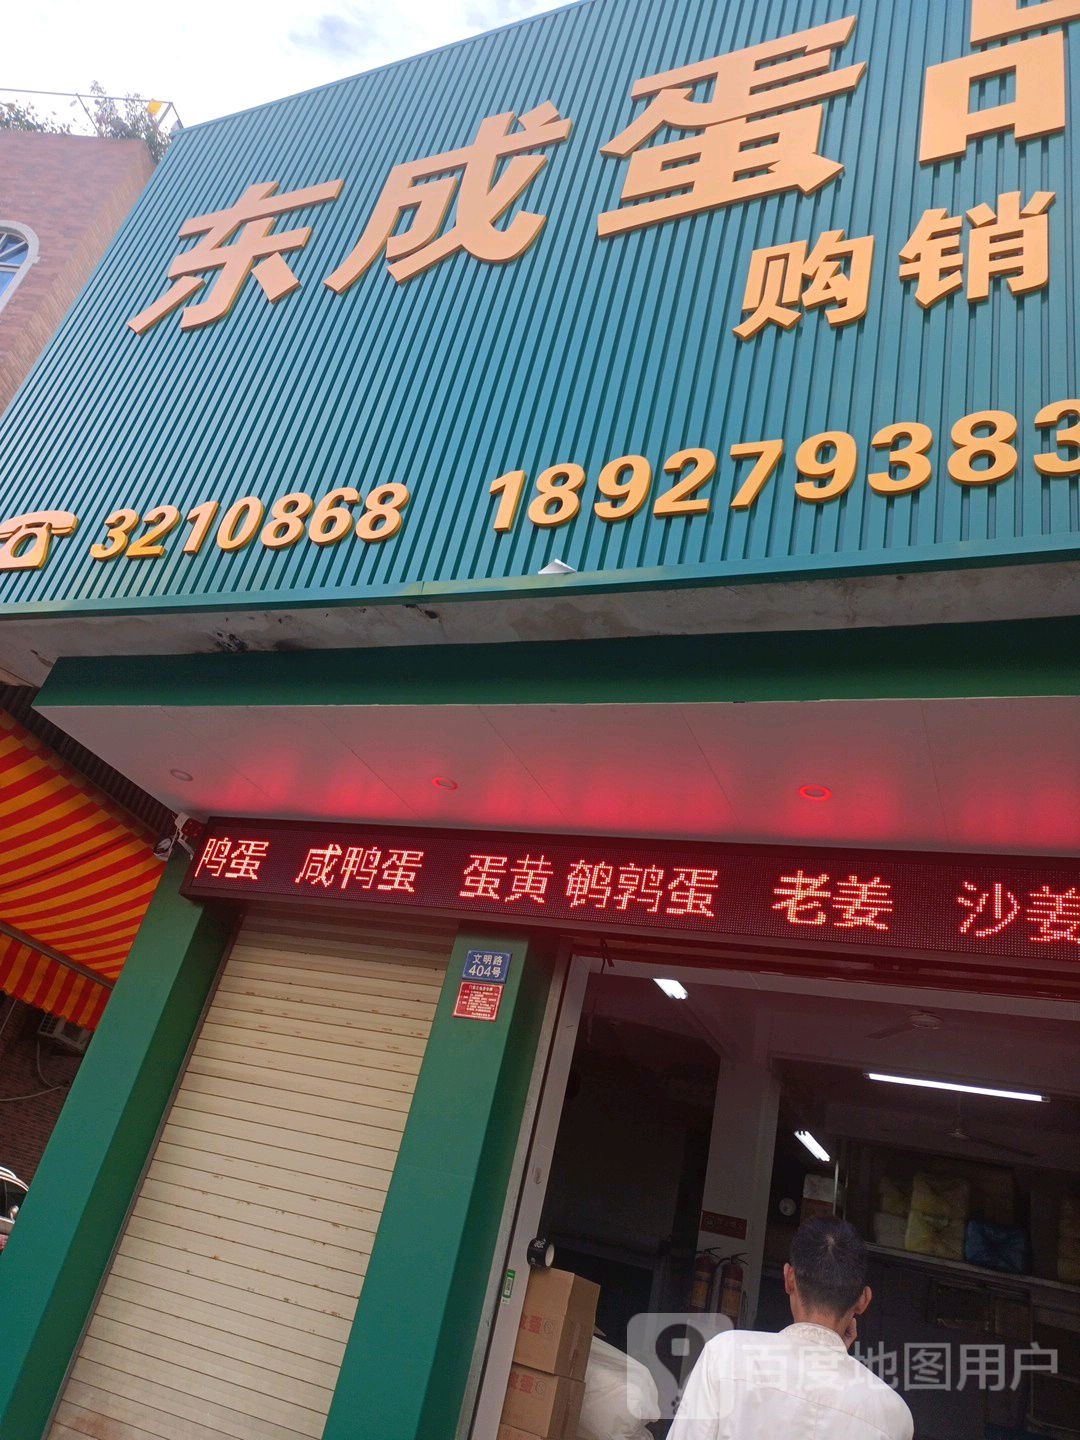 东成蛋品
购销
3210868 189279383
鸭蛋 咸鸭蛋 蛋黄 鹌鹑蛋 老姜 沙姜
文明路
404号
百度地图用户